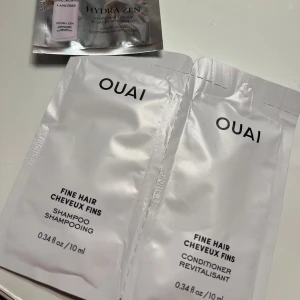 HYDRA ZEN
OUAI
FINE HAIR
CHEVEUX FINS
SHAMPOO
SHAMPOOING
0.34 fl oz/10 ml
OUAI
FINE HAIR
CHEVEUX FINS
CONDITIONER
REVITALISANT
0.34 fl oz/10 ml